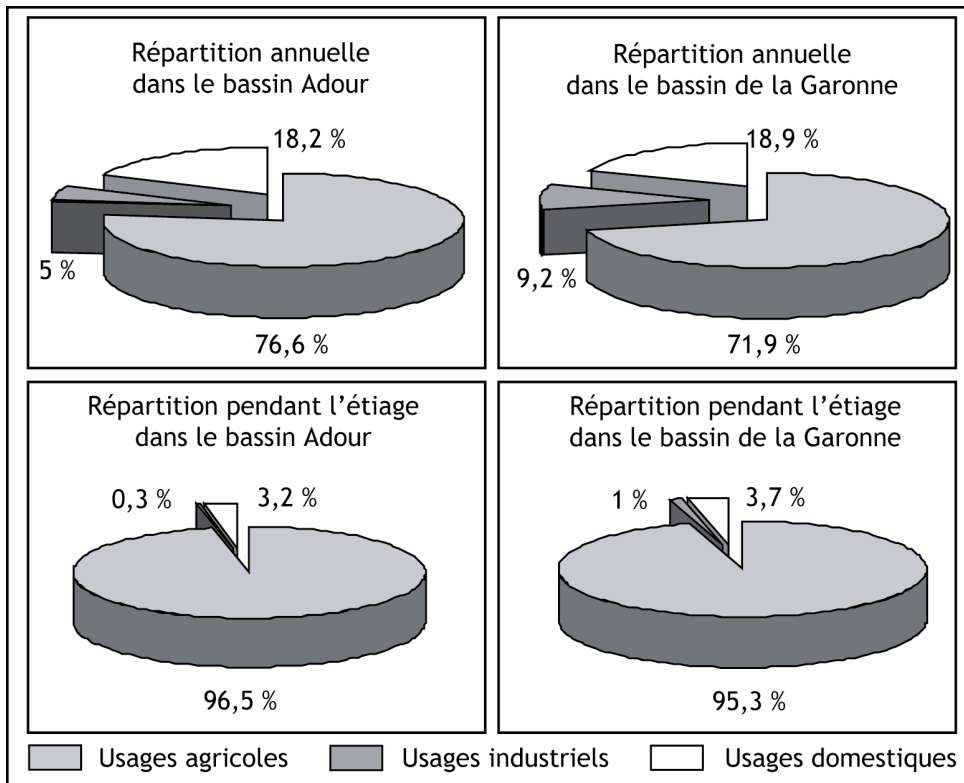 Répartition annuelle
dans le bassin Adour
18,2 %
5 %
76,6 %
Répartition annuelle
dans le bassin de la Garonne
18,9 %
9,2 %
71,9 %
Répartition pendant l’étiage
dans le bassin Adour
0,3 %
3,2 %
96,5 %
Répartition pendant l’étiage
dans le bassin de la Garonne
1 %
3,7 %
95,3 %
Usages agricoles
Usages industriels
Usages domestiques